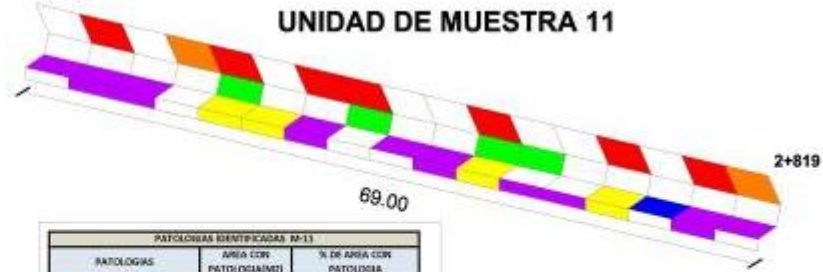 UNIDAD DE MUESTRA 11
2+819
69.00
PATOLOGIAS IDENTIFICADAS M-11
PATOLOGIAS
AREA CON PATOLOGIA(M2)
% DE AREA CON PATOLOGIA